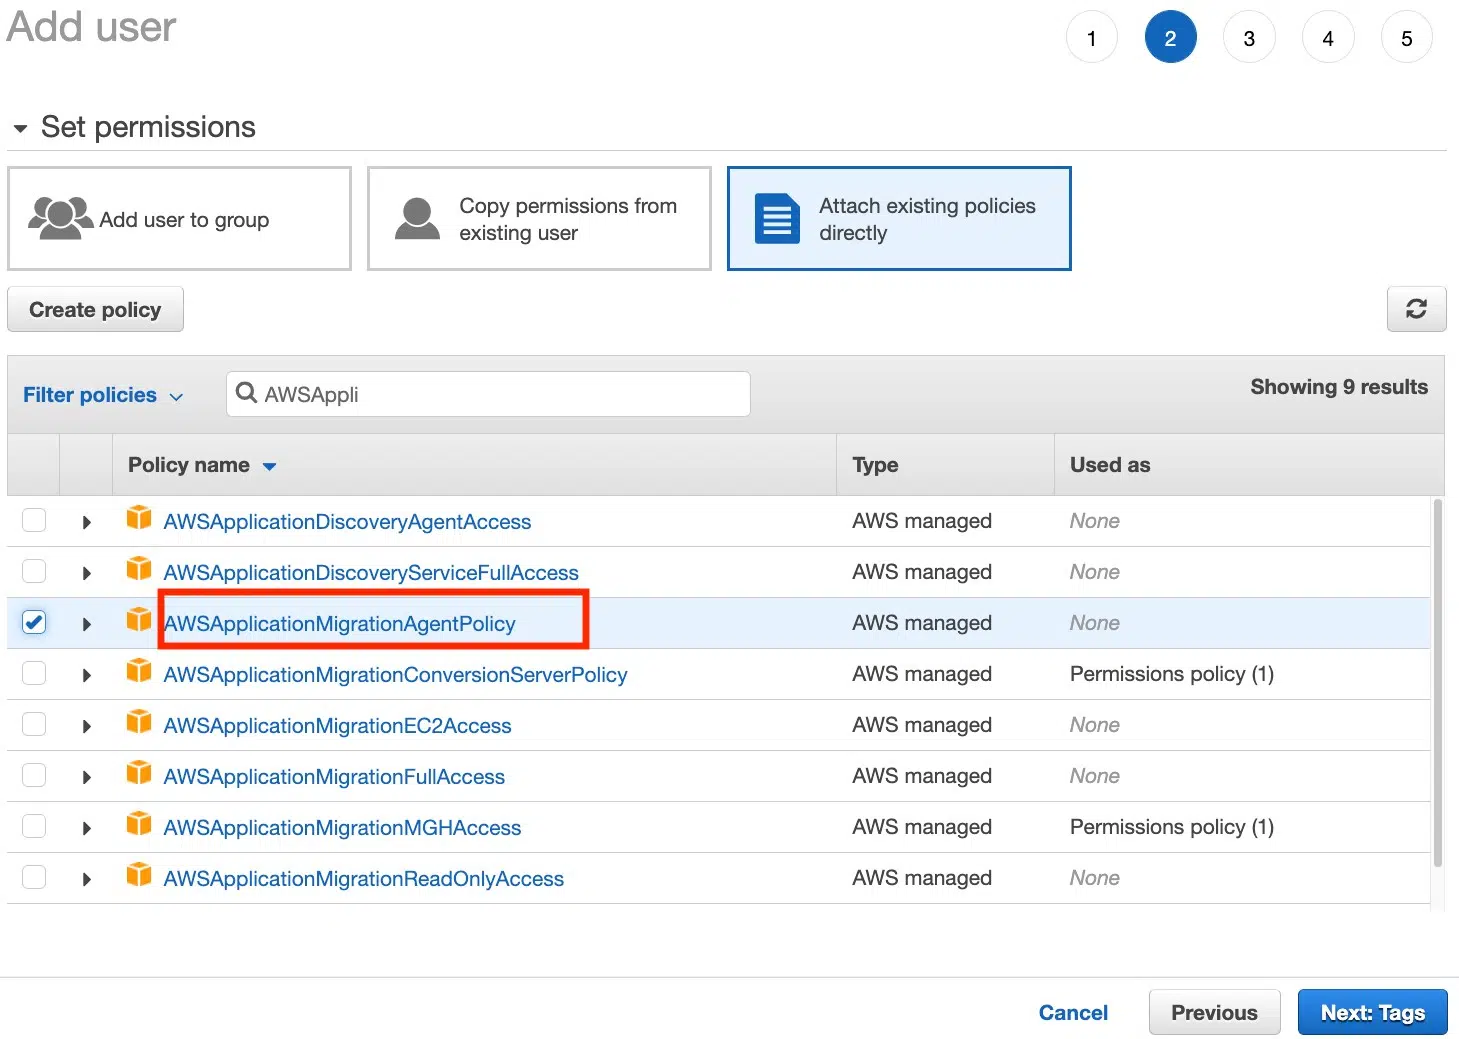 Add user
1 2 3 4 5
Set permissions
Add user to group
Copy permissions from
existing user
Attach existing policies
directly
Create policy
Filter policies
AWSAppli
Showing 9 results
Policy name Type Used as
AWSApplicationDiscoveryAgentAccess AWS managed None
AWSApplicationDiscoveryServiceFullAccess AWS managed None
AWSApplicationMigrationAgentPolicy AWS managed None
AWSApplicationMigrationConversionServerPolicy AWS managed Permissions policy (1)
AWSApplicationMigrationEC2Access AWS managed None
AWSApplicationMigrationFullAccess AWS managed None
AWSApplicationMigrationMGHAccess AWS managed Permissions policy (1)
AWSApplicationMigrationReadOnlyAccess AWS managed None
Cancel Previous Next: Tags